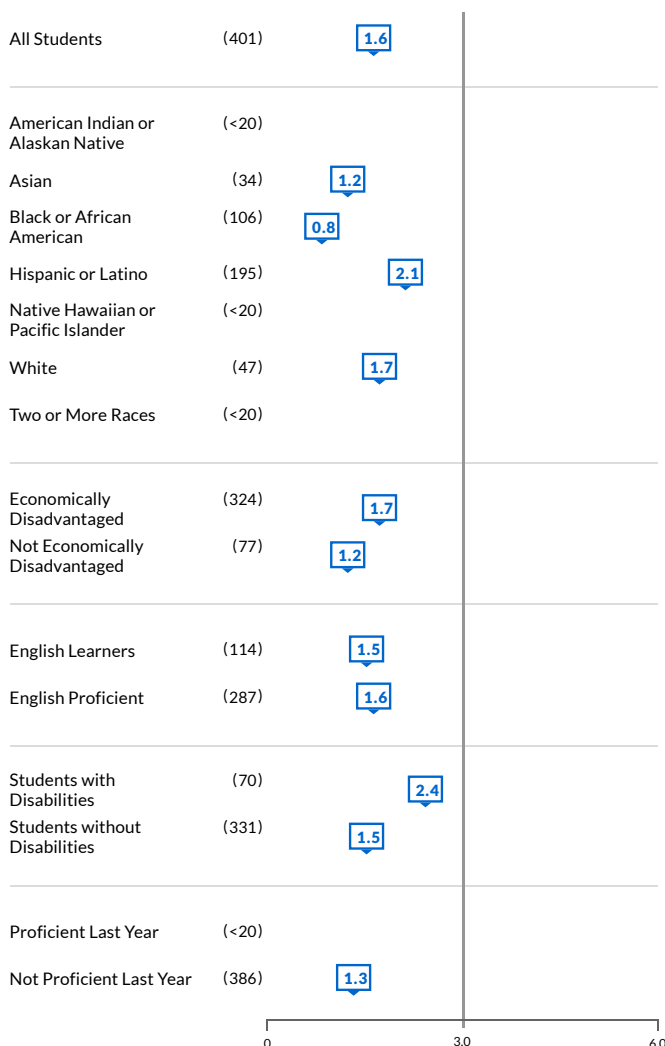 All Students (401) 1.6
American Indian or (<20)
Alaskan Native
Asian (34) 1.2
Black or African (106) 0.8
American
Hispanic or Latino (195) 2.1
Native Hawaiian or (<20)
Pacific Islander
White (47) 1.7
Two or More Races (<20)
Economically (324) 1.7
Disadvantaged
Not Economically (77) 1.2
Disadvantaged
English Learners (114) 1.5
English Proficient (287) 1.6
Students with (70) 2.4
Disabilities
Students without (331) 1.5
Disabilities
Proficient Last Year (<20)
Not Proficient Last Year (386) 1.3
0 3.0 6.0